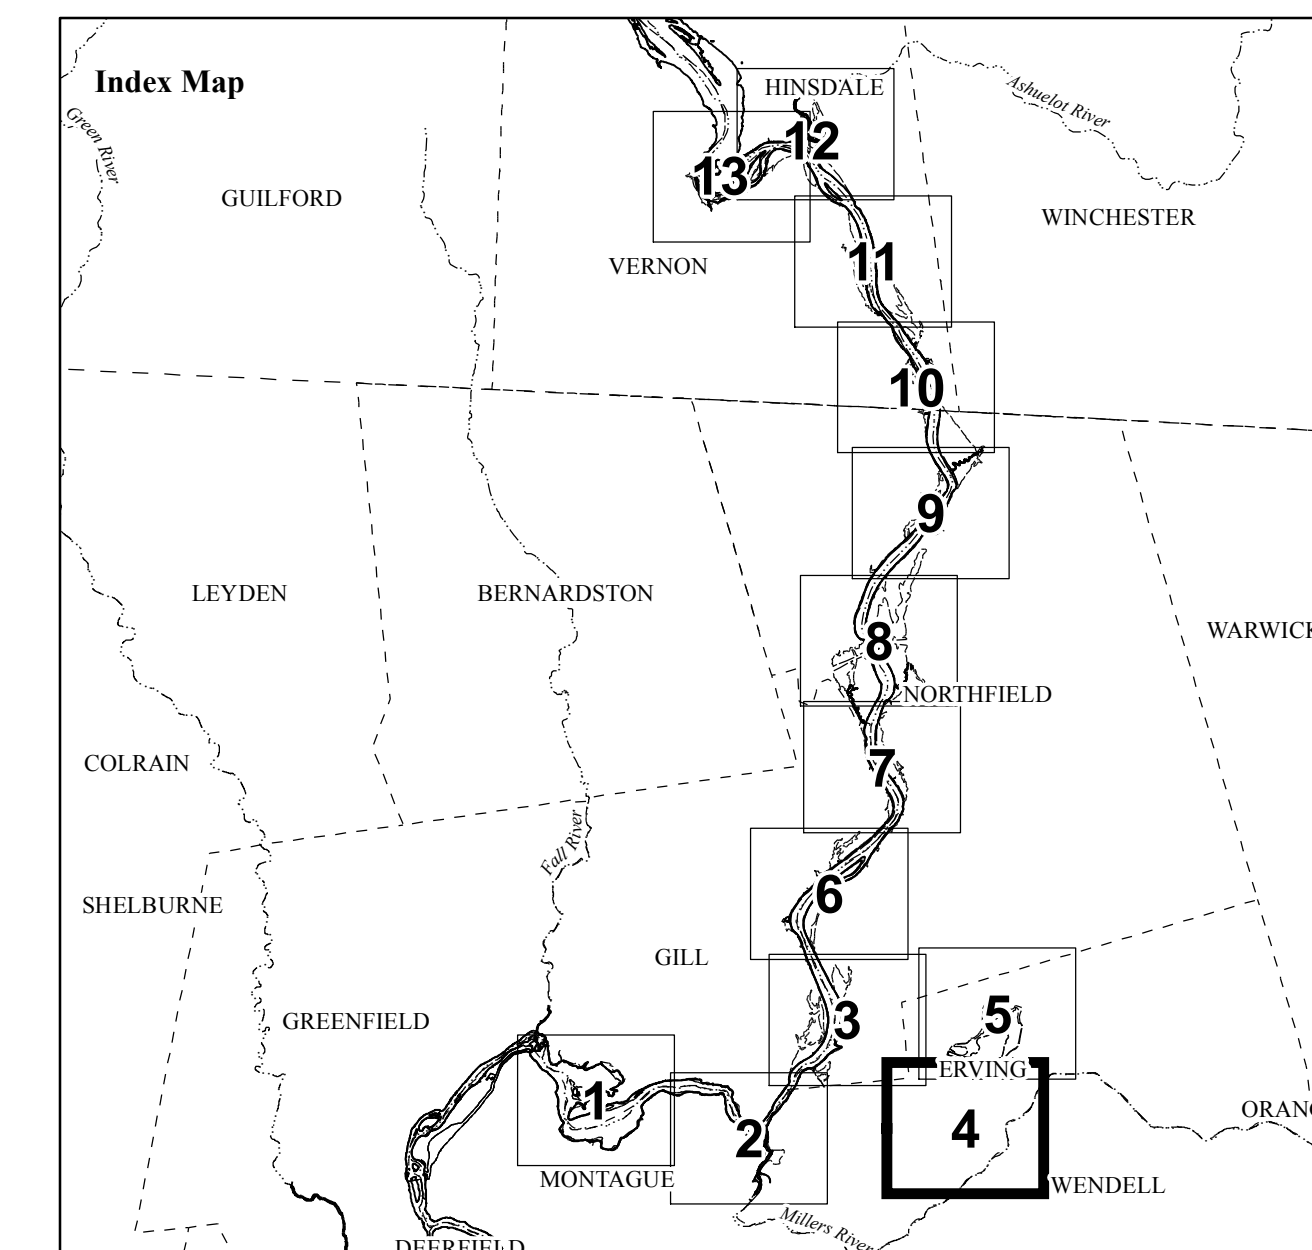 Index Map
HINSDALE
Ashuelot River
Green River
12
13
GUILFORD
WINCHESTER
VERNON
11
10
9
LEYDEN
BERNARDSTON
WARWICK
8
NORTHFIELD
COLRAIN
7
Fall River
6
SHELBURNE
GILL
5
3
GREENFIELD
ERVING
1
ORANG
4
2
MONTAGUE
WENDELL
Millers River
DEERFIELD